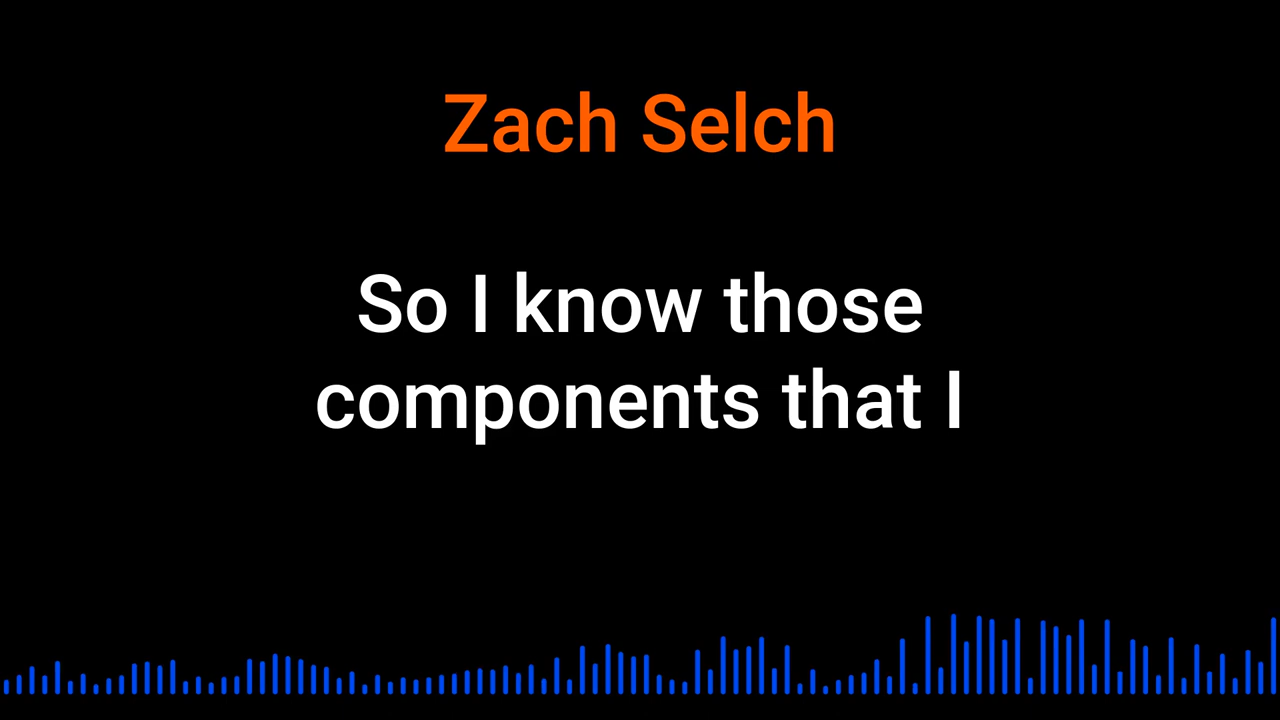 Zach Selch
So I know those
components that I